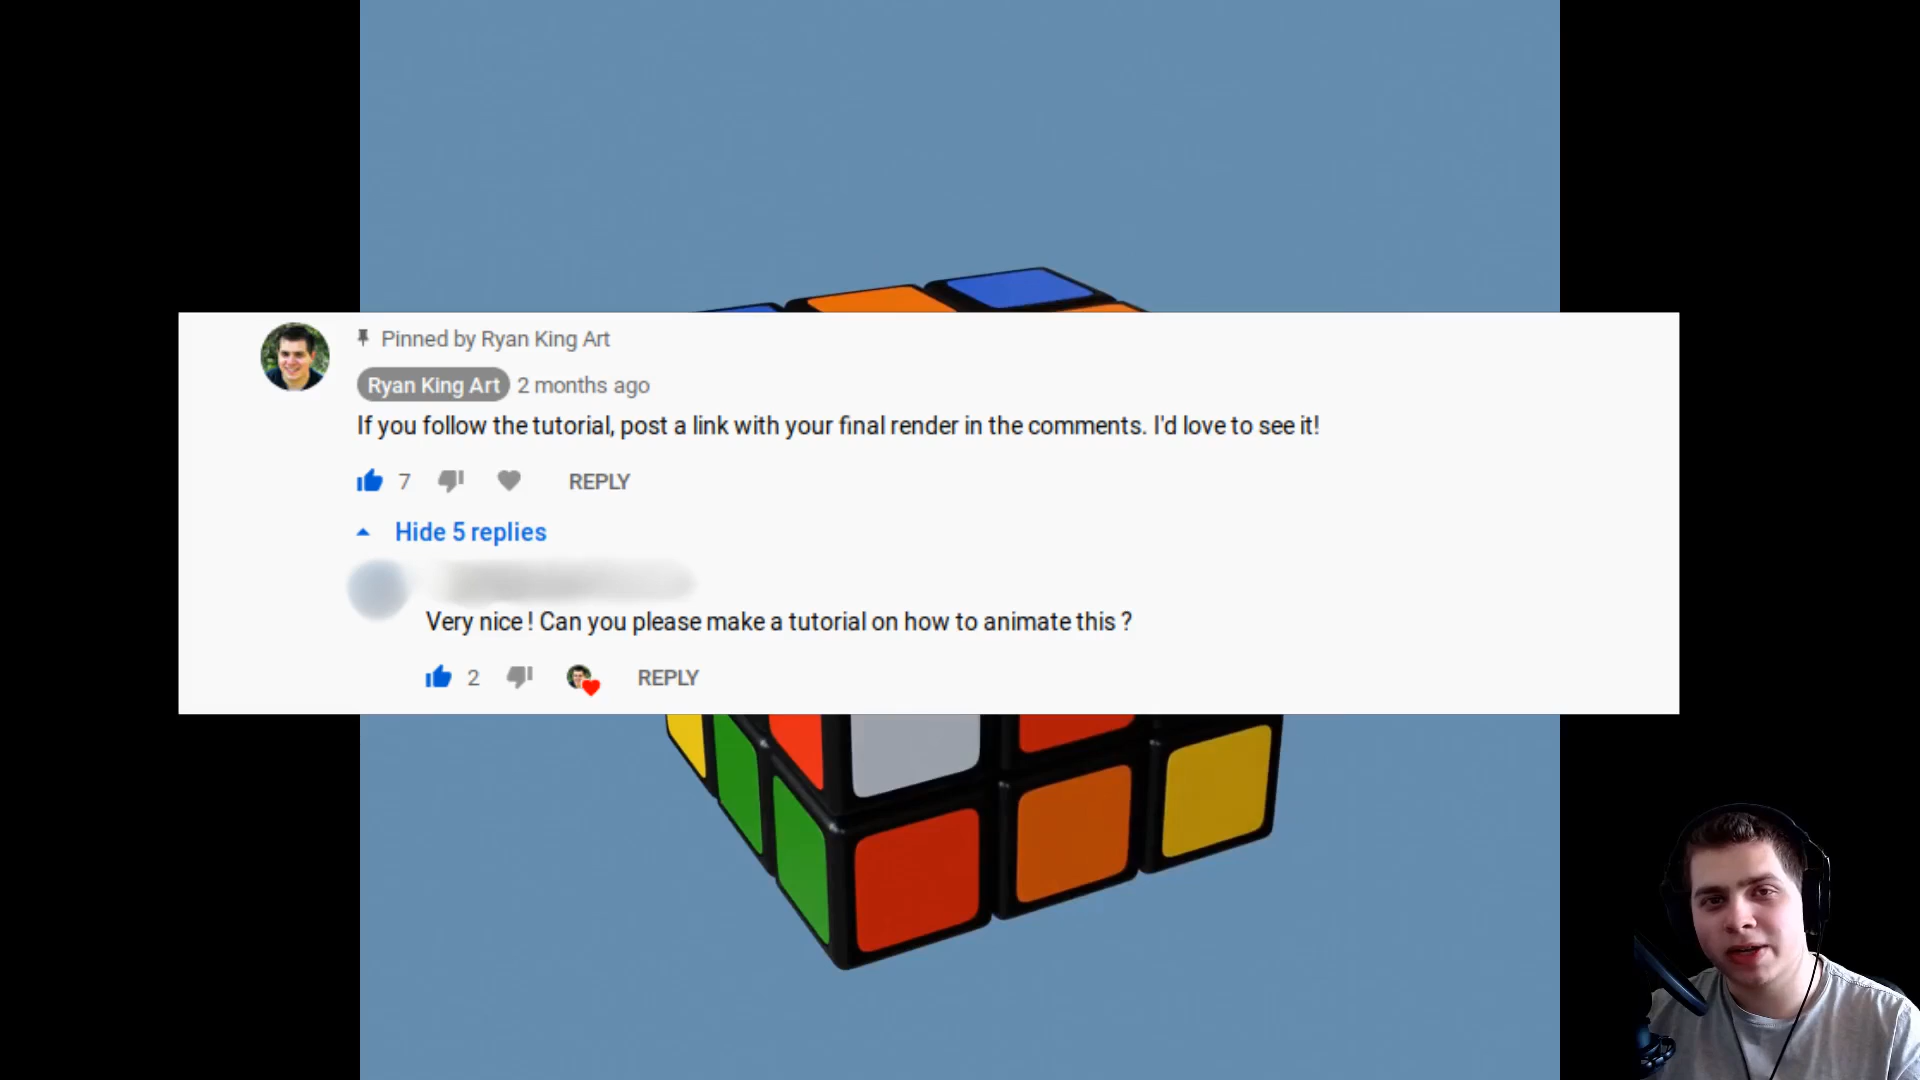 Pinned by Ryan King Art
Ryan King Art 2 months ago
If you follow the tutorial, post a link with your final render in the comments. I'd love to see it!
7 REPLY
Hide 5 replies
Very nice ! Can you please make a tutorial on how to animate this ?
2 REPLY